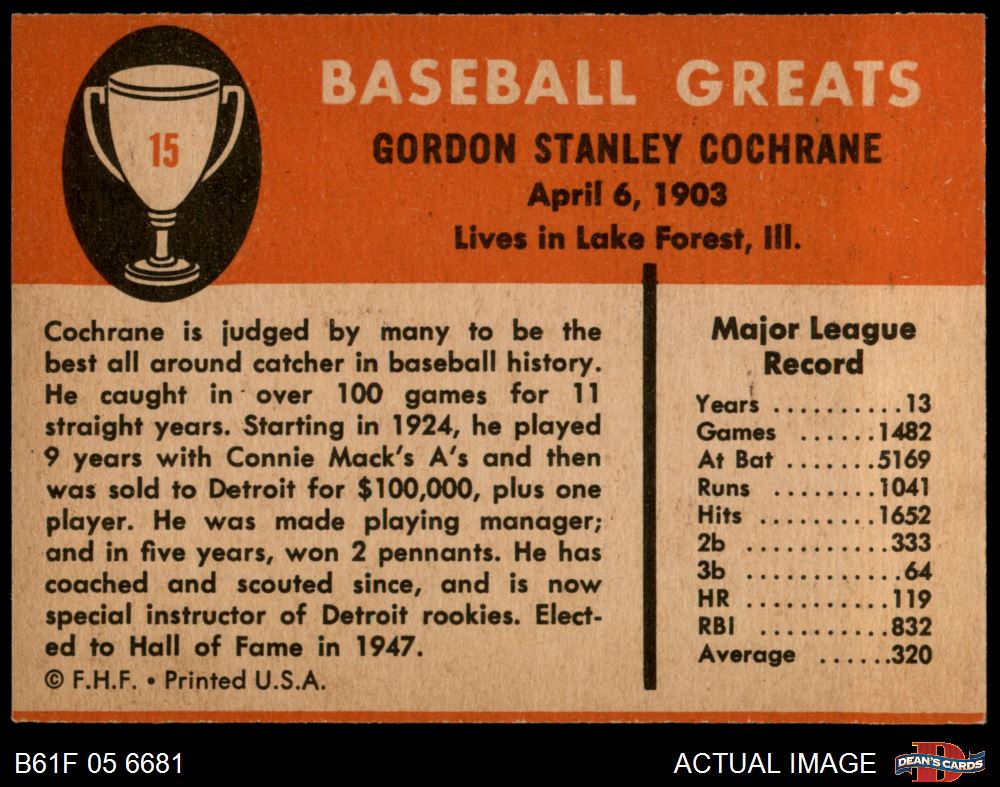 15
BASEBALL GREATS
GORDON STANLEY COCHRANE
April 6, 1903
Lives in Lake Forest, Ill.
Cochrane is judged by many to be the
best all around catcher in baseball history.
He caught in over 100 games for 11
straight years. Starting in 1924, he played
9 years with Connie Mack's A's and then
was sold to Detroit for $100,000, plus one
player. He was made playing manager;
and in five years, won 2 pennants. He has
coached and scouted since, and is now
special instructor of Detroit rookies. Elect-
ed to Hall of Fame in 1947.
© F.H.F. • Printed U.S.A.
Major League
Record
Years ..........13
Games ......1482
At Bat .......5169
Runs ........1041
Hits .........1652
2b ...........333
3b ............64
HR ...........119
RBI ..........832
Average ......320
B61F 05 6681
ACTUAL IMAGE
D
DEAN'S CARDS